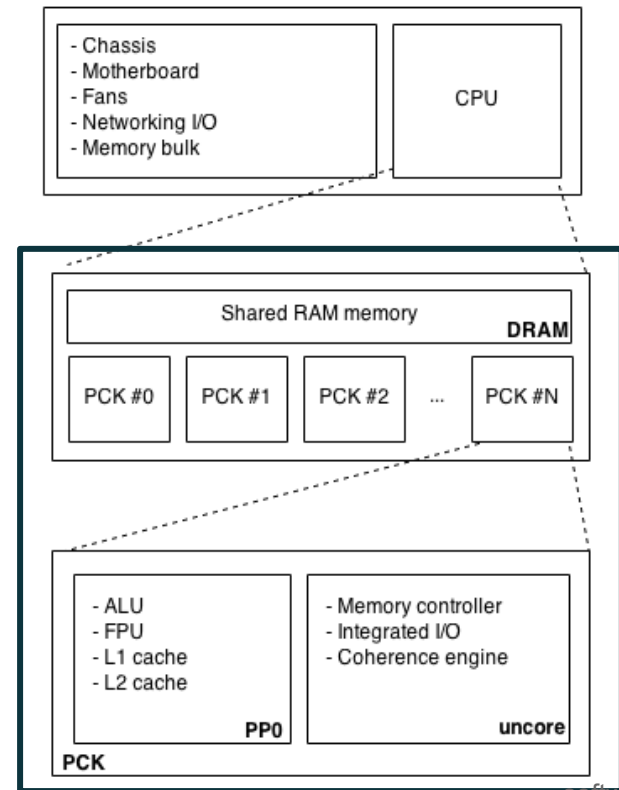 - Chassis
- Motherboard
- Fans
- Networking I/O
- Memory bulk
CPU
Shared RAM memory
DRAM
PCK #0
PCK #1
PCK #2
...
PCK #N
- ALU
- FPU
- L1 cache
- L2 cache
PP0
- Memory controller
- Integrated I/O
- Coherence engine
uncore
PCK